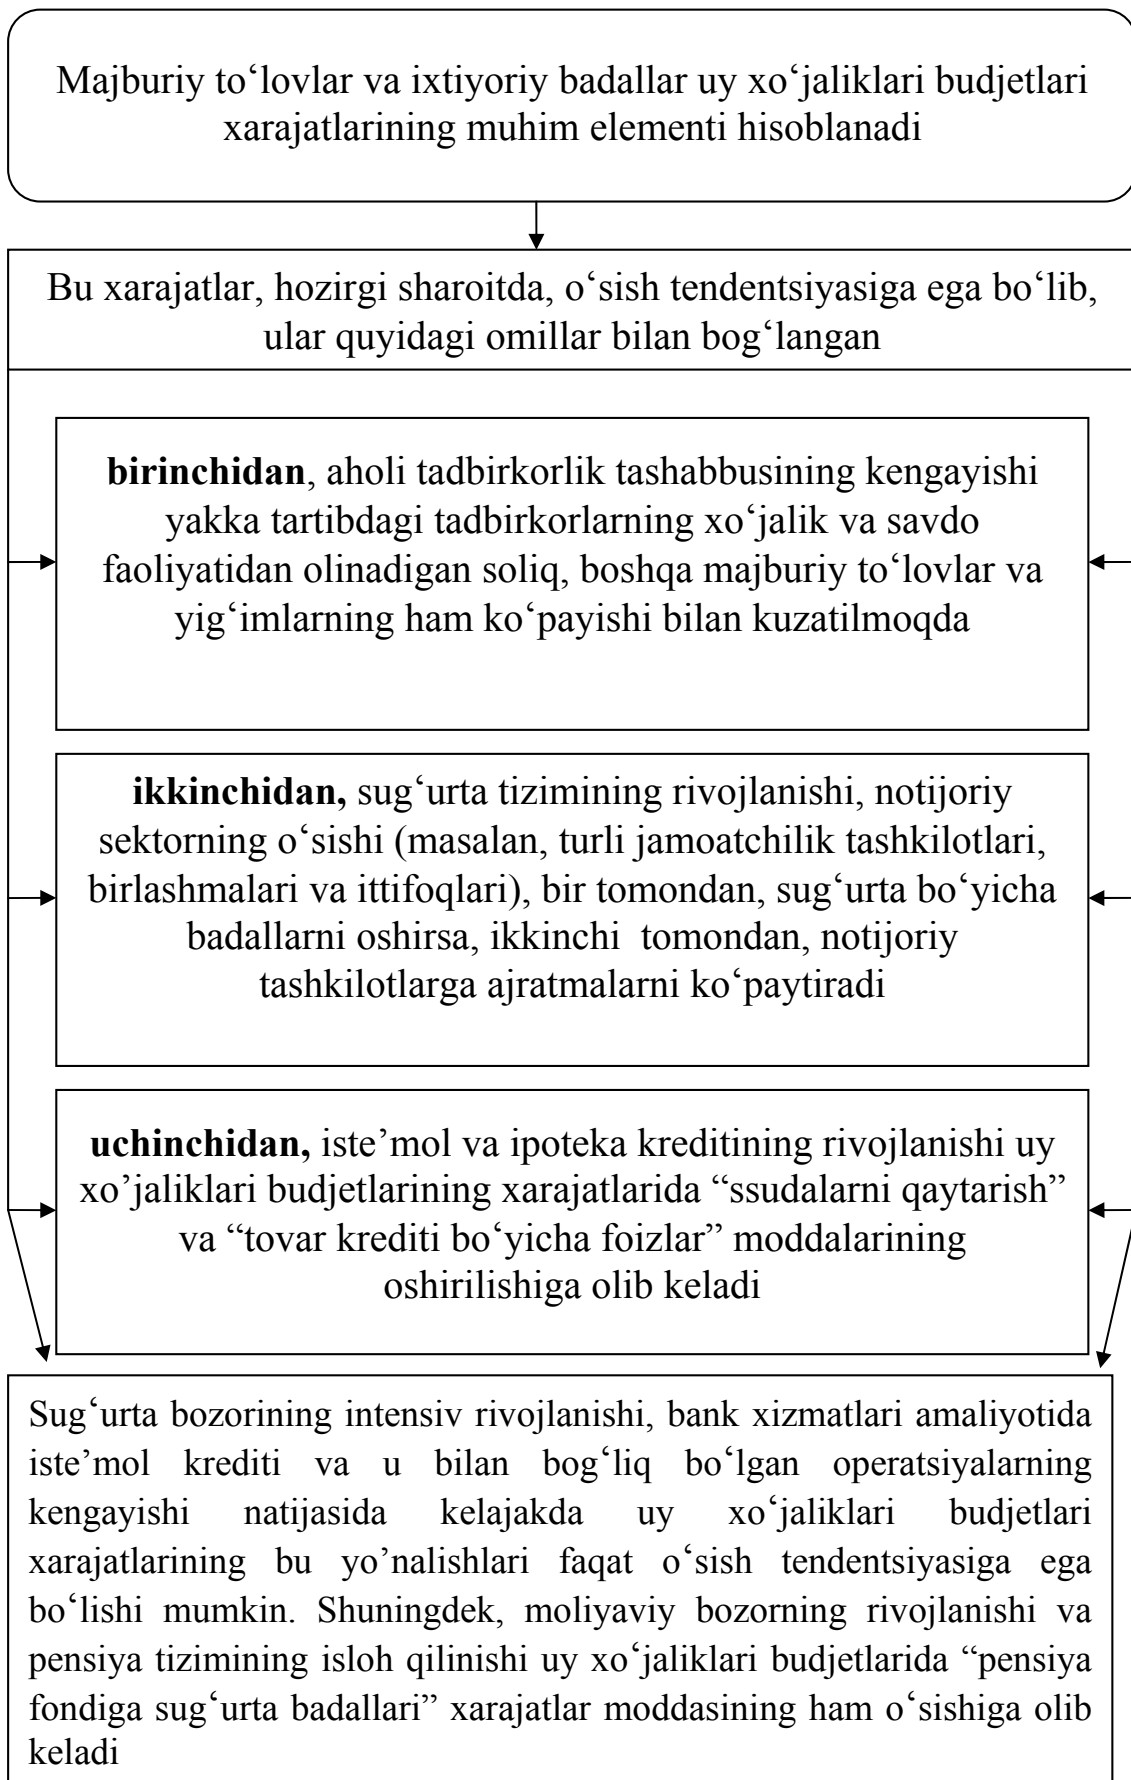 Majburiy to‘lovlar va ixtiyoriy badallar uy xo‘jaliklari budjetlari
xarajatlarining muhim elementi hisoblanadi
Bu xarajatlar, hozirgi sharoitda, o‘sish tendentsiyasiga ega bo‘lib,
ular quyidagi omillar bilan bog‘langan
birinchidan, aholi tadbirkorlik tashabbusining kengayishi
yakka tartibdagi tadbirkorlarning xo‘jalik va savdo
faoliyatidan olinadigan soliq, boshqa majburiy to‘lovlar va
yig‘imlarning ham ko‘payishi bilan kuzatilmoqda
ikkinchidan, sug‘urta tizimining rivojlanishi, notijoriy
sektorning o‘sishi (masalan, turli jamoatchilik tashkilotlari,
birlashmalari va ittifoqlari), bir tomondan, sug‘urta bo‘yicha
badallarni oshirsa, ikkinchi tomondan, notijoriy
tashkilotlarga ajratmalarni ko‘paytiradi
uchinchidan, iste’mol va ipoteka kreditining rivojlanishi uy
xo’jaliklari budjetlarining xarajatlarida “ssudalarni qaytarish”
va “tovar krediti bo‘yicha foizlar” moddalarining
oshirilishiga olib keladi
Sug‘urta bozorining intensiv rivojlanishi, bank xizmatlari amaliyotida
iste’mol krediti va u bilan bog‘liq bo‘lgan operatsiyalarning
kengayishi natijasida kelajakda uy xo‘jaliklari budjetlari
xarajatlarining bu yo’nalishlari faqat o‘sish tendentsiyasiga ega
bo‘lishi mumkin. Shuningdek, moliyaviy bozorning rivojlanishi va
pensiya tizimining isloh qilinishi uy xo‘jaliklari budjetlarida “pensiya
fondiga sug‘urta badallari” xarajatlar moddasining ham o‘sishiga olib
keladi